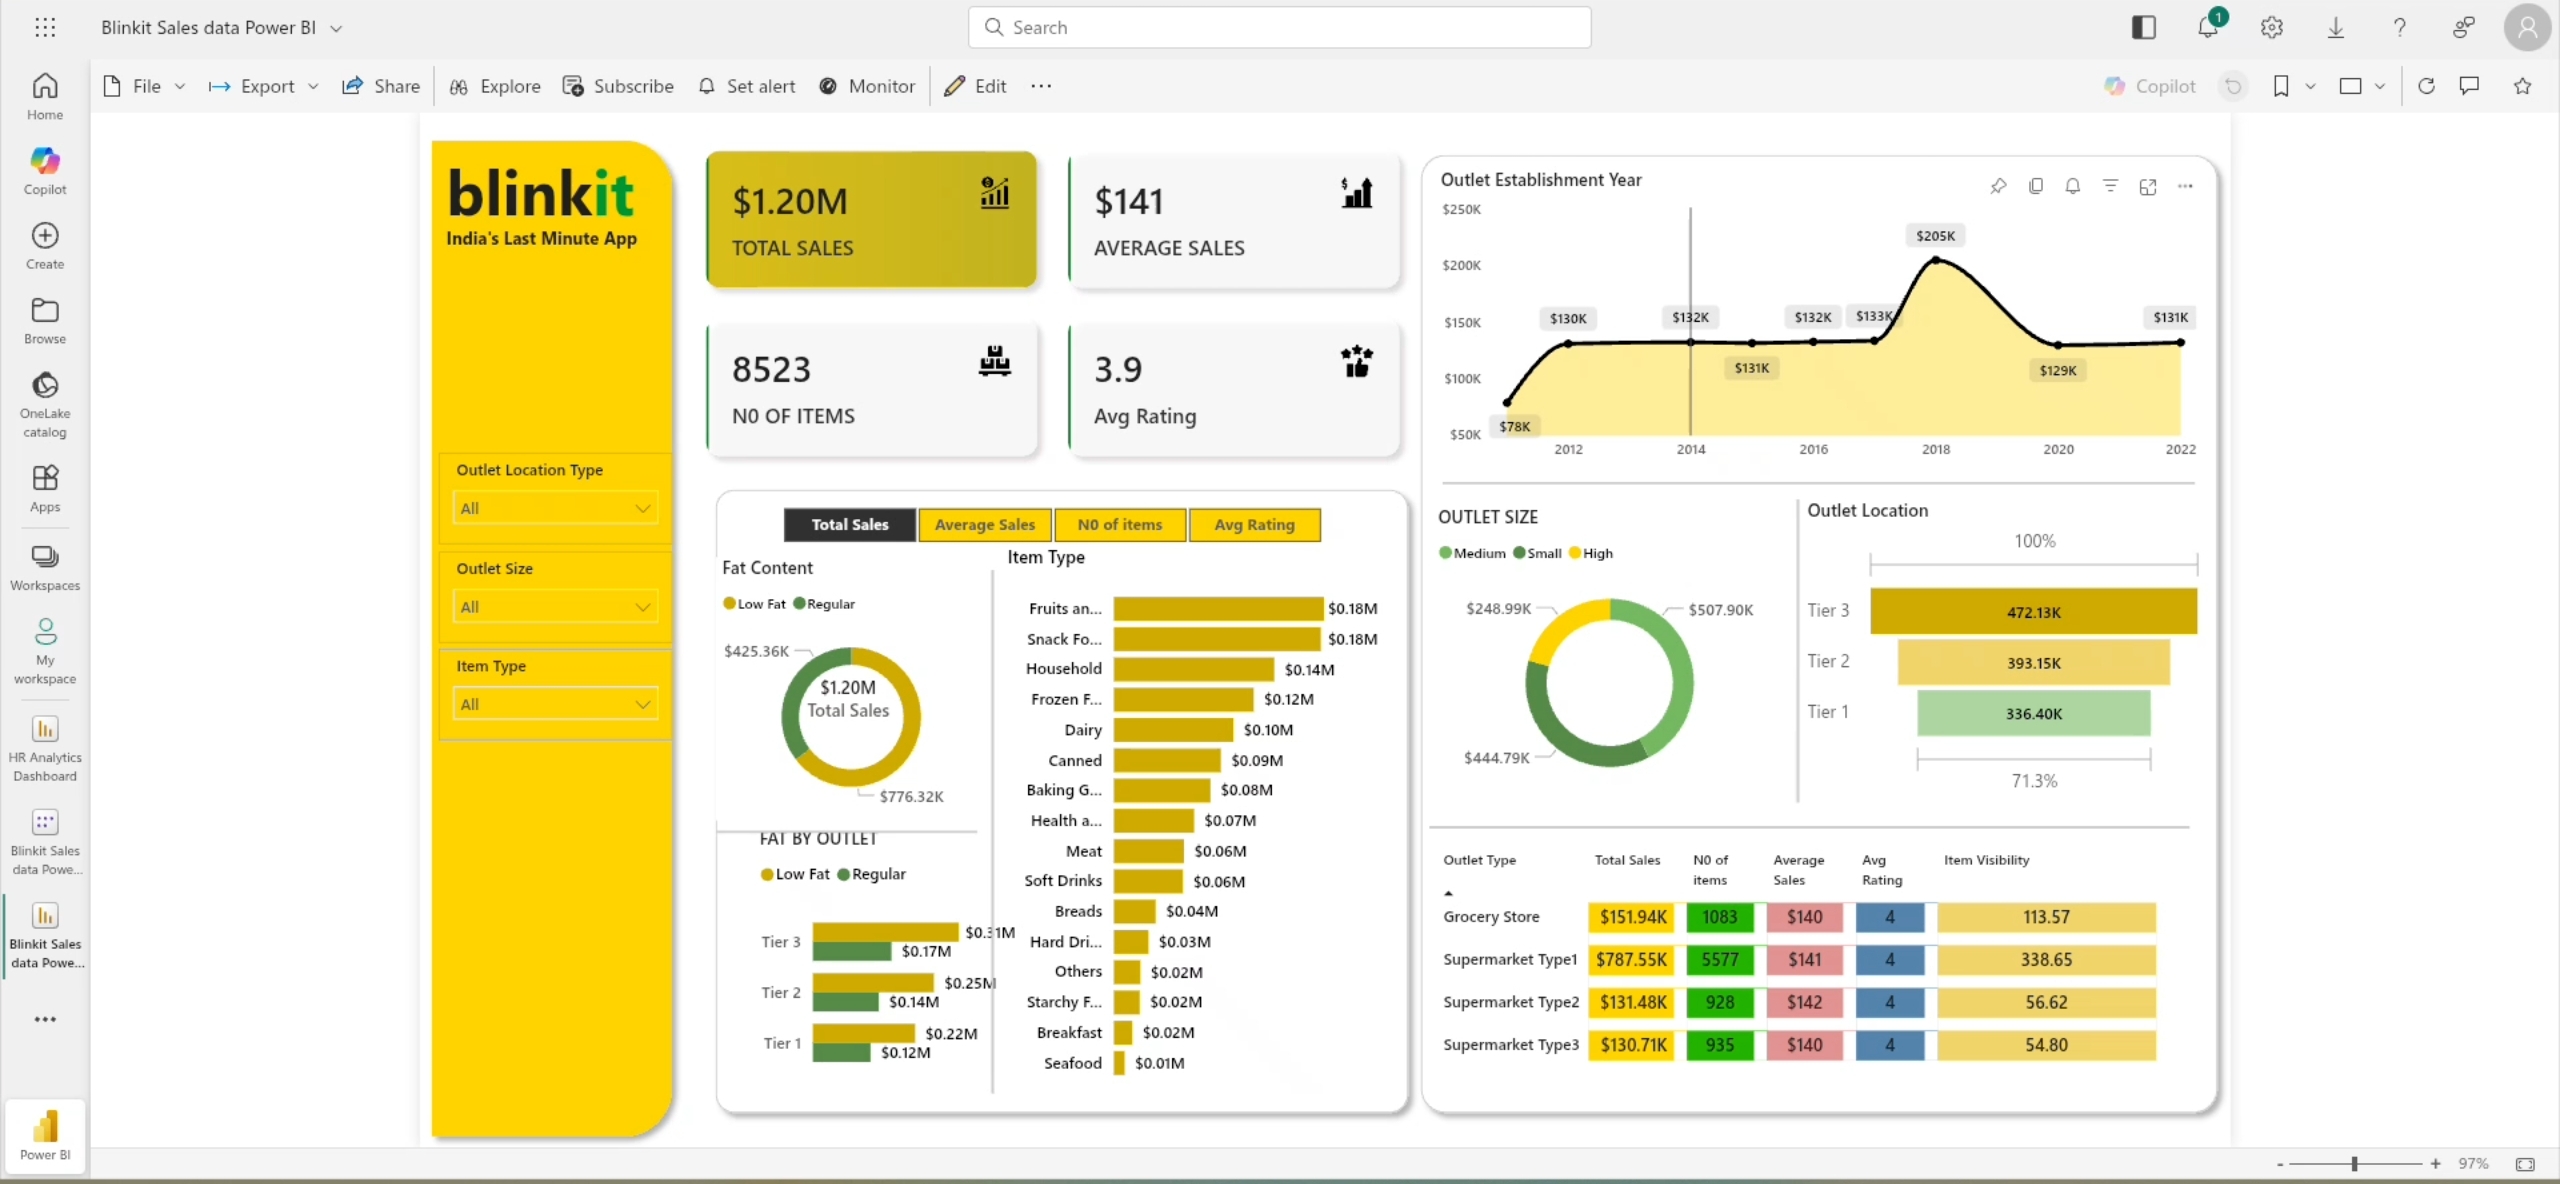 Blinkit Sales data Power BI
Search
1
File
Export
Share
Explore
Subscribe
Set alert
Monitor
Edit
Copilot
Home
Copilot
Create
Browse
OneLake
catalog
Apps
Workspaces
My
workspace
HR Analytics
Dashboard
Blinkit Sales
data Powe...
Blinkit Sales
data Powe...
Power BI
blinkit
India's Last Minute App
Outlet Location Type
All
Outlet Size
All
Item Type
All
$1.20M
TOTAL SALES
$141
AVERAGE SALES
8523
N0 OF ITEMS
3.9
Avg Rating
Total Sales
Average Sales
N0 of items
Avg Rating
Fat Content
Low Fat
Regular
$425.36K
$1.20M
Total Sales
$776.32K
FAT BY OUTLET
Low Fat
Regular
Tier 3
$0.31M
$0.17M
Tier 2
$0.25M
$0.14M
Tier 1
$0.22M
$0.12M
Item Type
Fruits an... $0.18M
Snack Fo... $0.18M
Household $0.14M
Frozen F... $0.12M
Dairy $0.10M
Canned $0.09M
Baking G... $0.08M
Health a... $0.07M
Meat $0.06M
Soft Drinks $0.06M
Breads $0.04M
Hard Dri... $0.03M
Others $0.02M
Starchy F... $0.02M
Breakfast $0.02M
Seafood $0.01M
Outlet Establishment Year
$250K
$200K
$150K
$100K
$50K
$78K
$130K
$132K
$131K
$132K
$133K
$205K
$129K
$131K
2012 2014 2016 2018 2020 2022
OUTLET SIZE
Medium Small High
$248.99K
$507.90K
$444.79K
Outlet Location
100%
Tier 3 472.13K
Tier 2 393.15K
Tier 1 336.40K
71.3%
Outlet Type Total Sales N0 of items Average Sales Avg Rating Item Visibility
Grocery Store $151.94K 1083 $140 4 113.57
Supermarket Type1 $787.55K 5577 $141 4 338.65
Supermarket Type2 $131.48K 928 $142 4 56.62
Supermarket Type3 $130.71K 935 $140 4 54.80
- + 97%